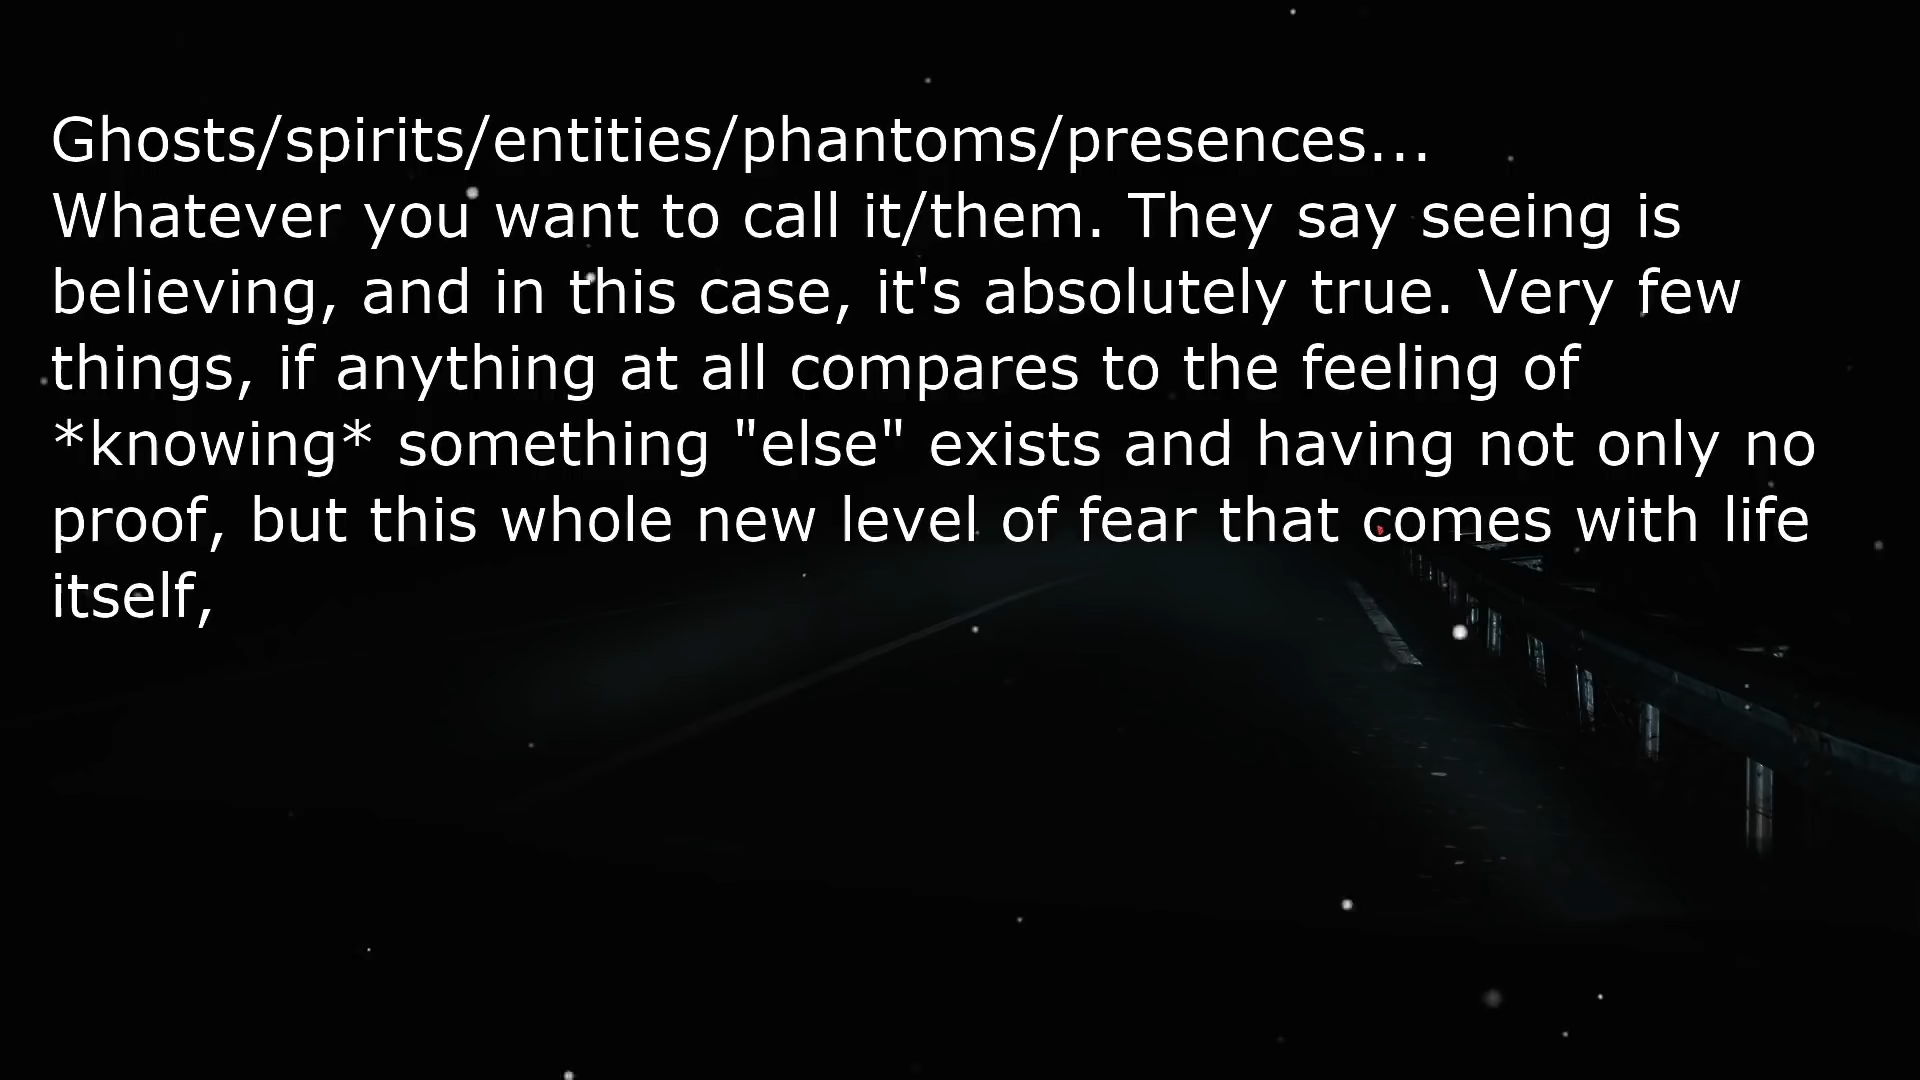 Ghosts/spirits/entities/phantoms/presences...
Whatever you want to call it/them. They say seeing is
believing, and in this case, it's absolutely true. Very few
things, if anything at all compares to the feeling of
*knowing* something "else" exists and having not only no
proof, but this whole new level of fear that comes with life
itself,